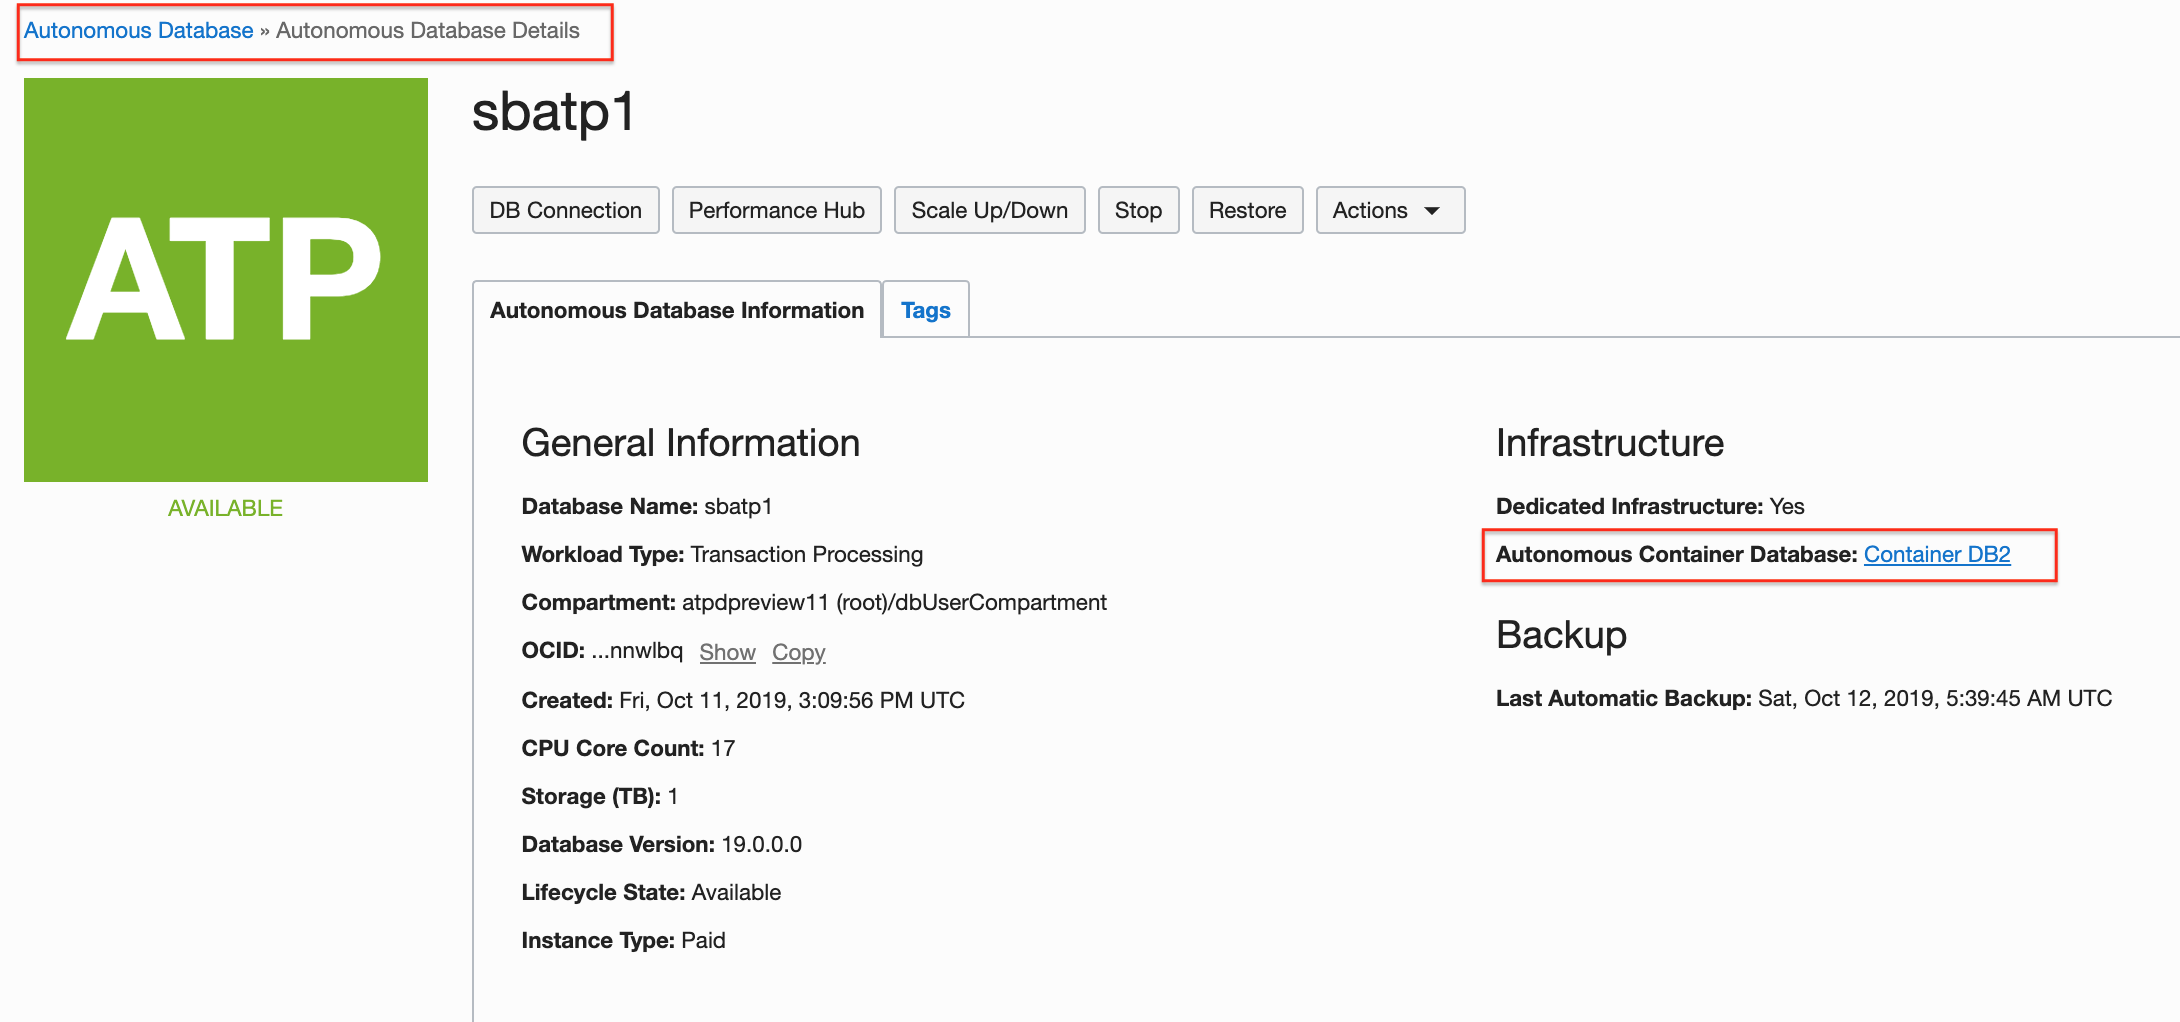 Autonomous Database » Autonomous Database Details
ATP
AVAILABLE
sbatp1
DB Connection
Performance Hub
Scale Up/Down
Stop
Restore
Actions
Autonomous Database Information
Tags
General Information
Database Name: sbatp1
Workload Type: Transaction Processing
Compartment: atpdpreview11 (root)/dbUserCompartment
OCID: ...nnwlbq Show Copy
Created: Fri, Oct 11, 2019, 3:09:56 PM UTC
CPU Core Count: 17
Storage (TB): 1
Database Version: 19.0.0.0
Lifecycle State: Available
Instance Type: Paid
Infrastructure
Dedicated Infrastructure: Yes
Autonomous Container Database: Container DB2
Backup
Last Automatic Backup: Sat, Oct 12, 2019, 5:39:45 AM UTC